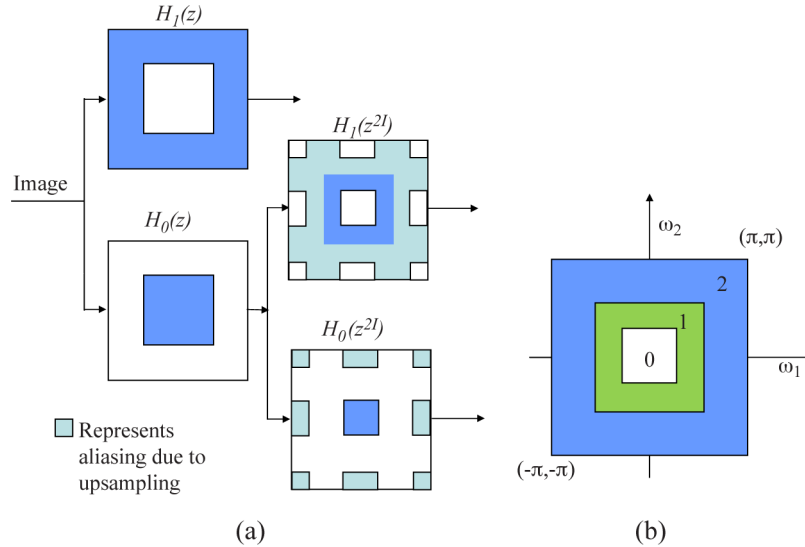 H₁(z)
H₁(z²ᴵ)
Image
H₀(z)
H₀(z²ᴵ)
Represents
aliasing due to
upsampling
(a)
ω₂
(π,π)
2
1
0
ω₁
(-π,-π)
(b)